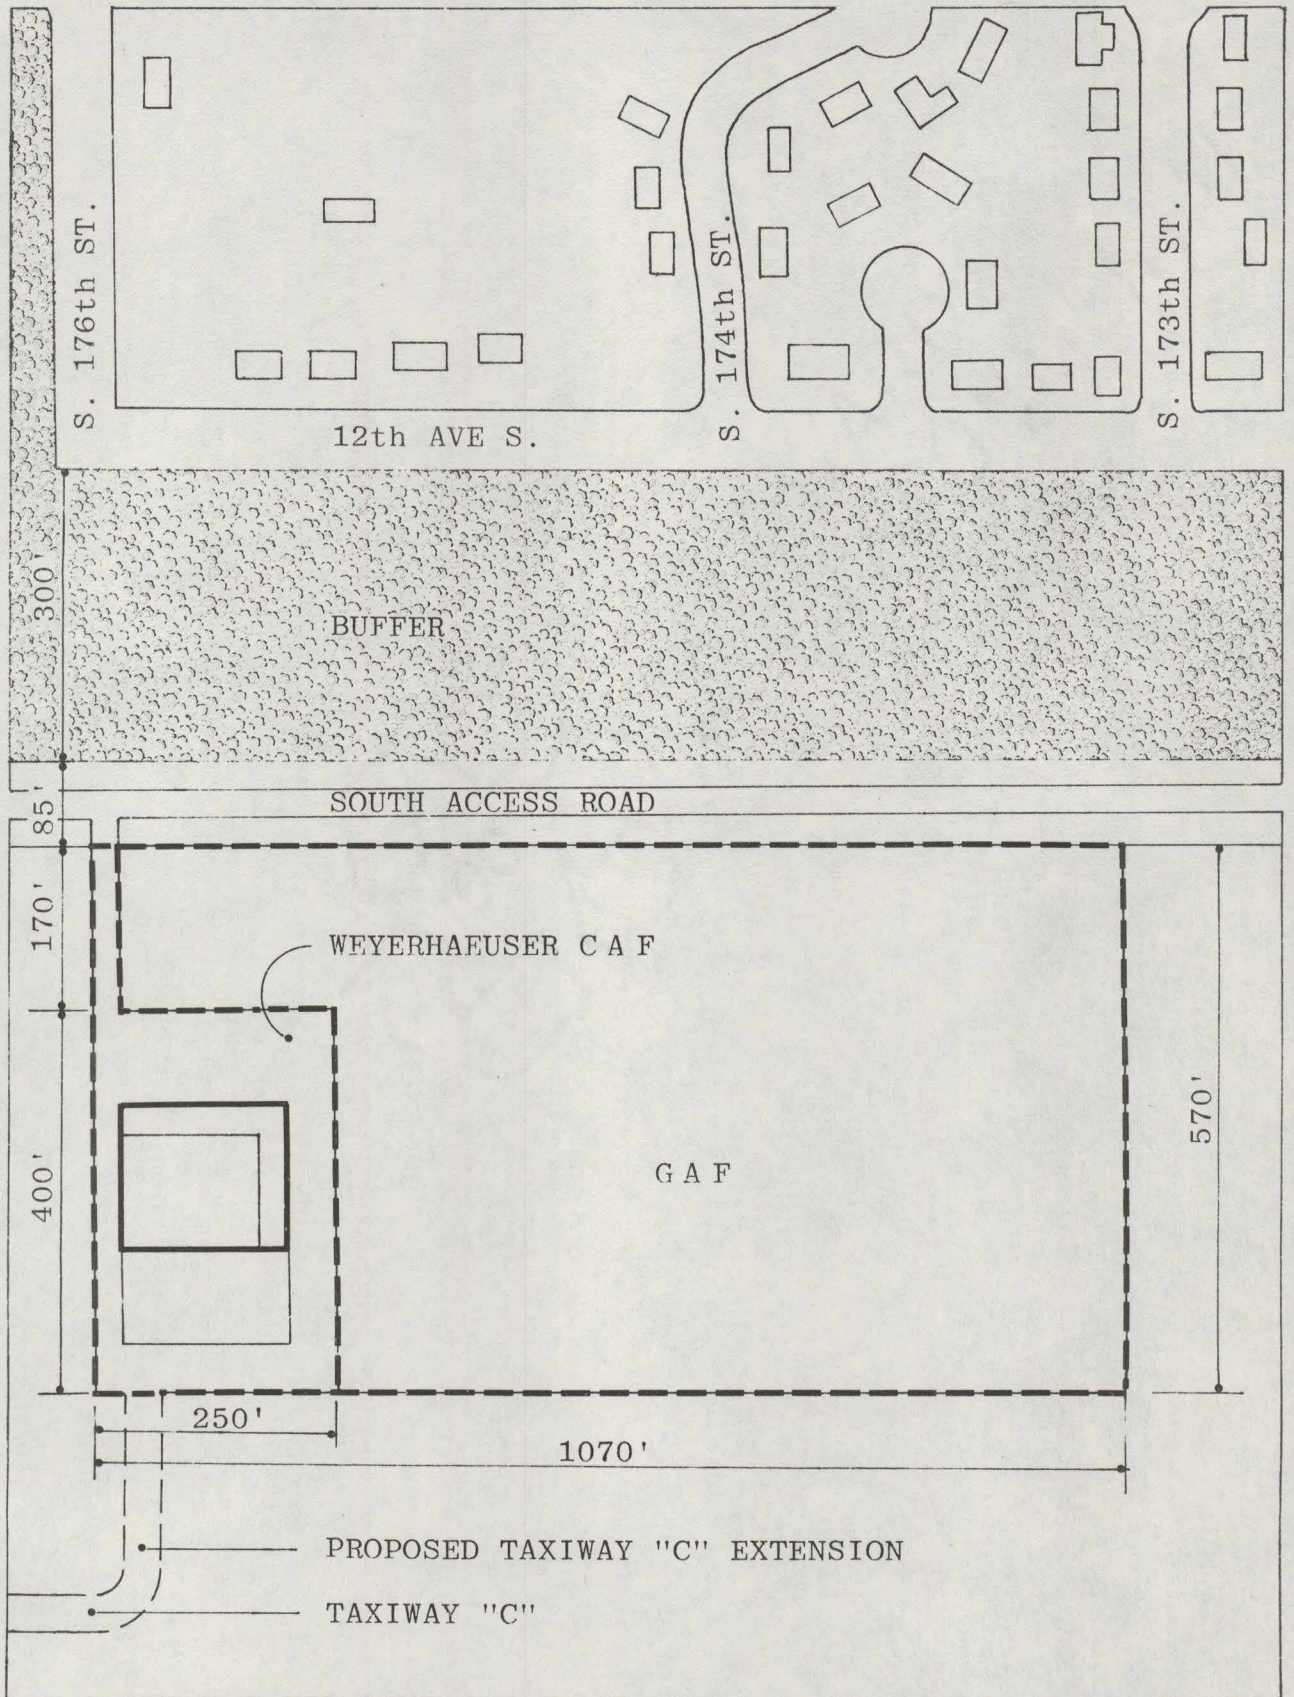 S. 176th ST.
S. 174th ST.
S. 173th ST.
12th AVE S.
300'
BUFFER
85'
SOUTH ACCESS ROAD
170'
WEYERHAEUSER C A F
400'
G A F
570'
250'
1070'
PROPOSED TAXIWAY "C" EXTENSION
TAXIWAY "C"